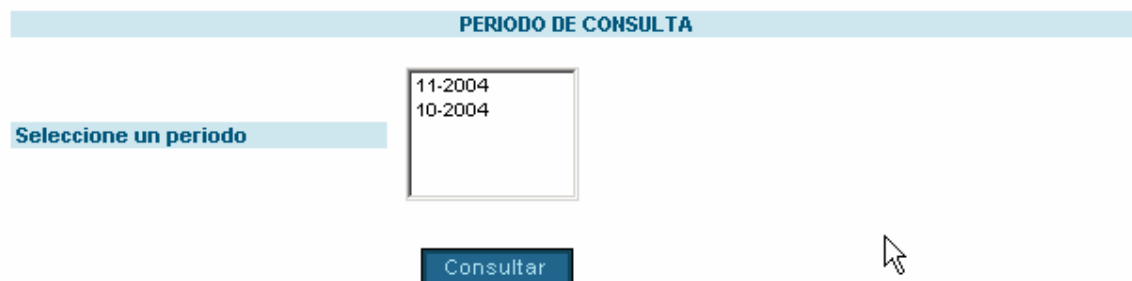 PERIODO DE CONSULTA
11-2004
10-2004
Seleccione un periodo
Consultar